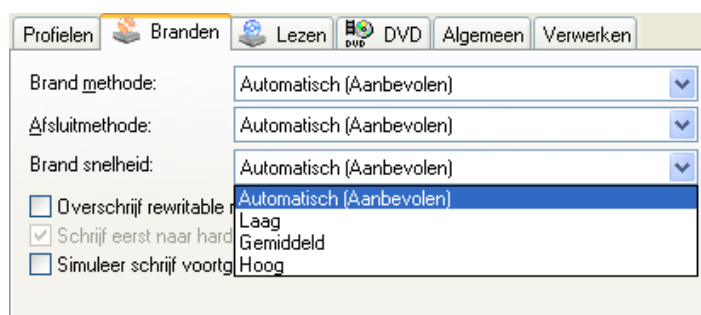 Profielen Branden Lezen DVD Algemeen Verwerken
Brand methode: Automatisch (Aanbevolen)
Afsluitmethode: Automatisch (Aanbevolen)
Brand snelheid: Automatisch (Aanbevolen)
Automatisch (Aanbevolen)
Overschrijf rewritable
Laag
Schrijf eerst naar hard
Gemiddeld
Simuleer schrijf voortg
Hoog